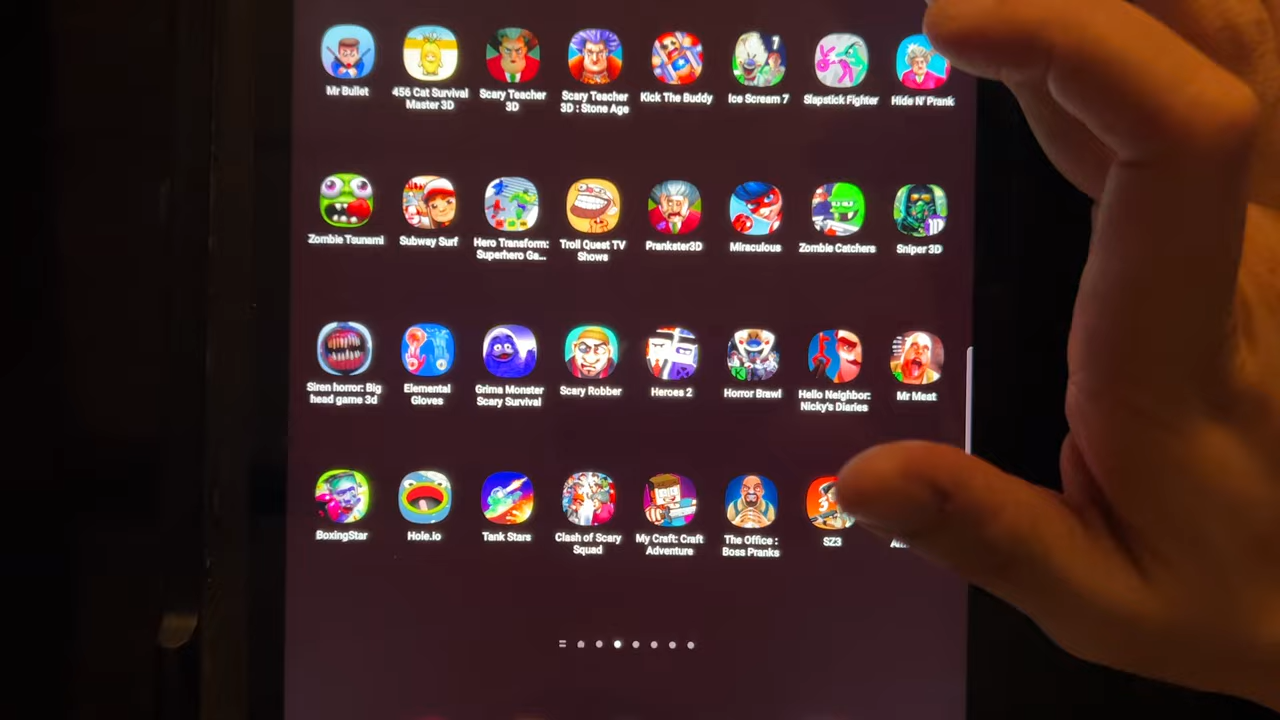 Mr Bullet
456 Cat Survival
Master 3D
Scary Teacher
3D
Scary Teacher
3D : Stone Age
Kick The Buddy
Ice Scream 7
Slapstick Fighter
Hide N' Prank
7
Zombie Tsunami
Subway Surf
Hero Transform:
Superhero Ga...
Troll Quest TV
Shows
Prankster3D
Miraculous
Zombie Catchers
Sniper 3D
Siren horror: Big
head game 3d
Elemental
Gloves
Grima Monster
Scary Survival
Scary Robber
Heroes 2
Horror Brawl
Hello Neighbor:
Nicky's Diaries
Mr Meat
BoxingStar
Hole.io
Tank Stars
Clash of Scary
Squad
My Craft: Craft
Adventure
The Office :
Boss Pranks
SZ3